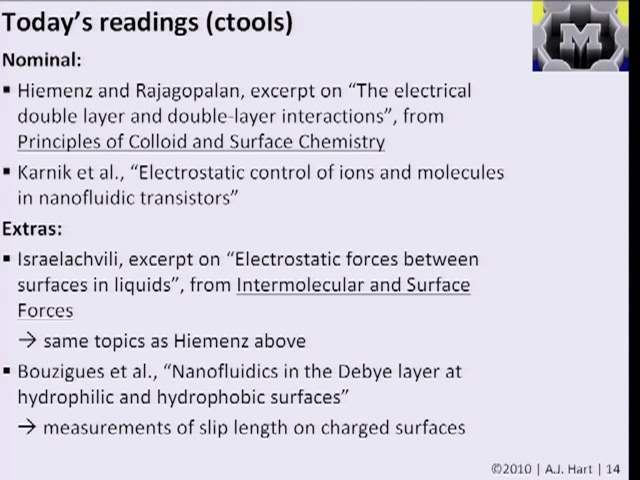 Today's readings (ctools)
M
Nominal:
▪ Hiemenz and Rajagopalan, excerpt on “The electrical
double layer and double-layer interactions”, from
Principles of Colloid and Surface Chemistry
▪ Karnik et al., “Electrostatic control of ions and molecules
in nanofluidic transistors”
Extras:
▪ Israelachvili, excerpt on “Electrostatic forces between
surfaces in liquids”, from Intermolecular and Surface
Forces
→ same topics as Hiemenz above
▪ Bouzigues et al., “Nanofluidics in the Debye layer at
hydrophilic and hydrophobic surfaces”
→ measurements of slip length on charged surfaces
©2010 | A.J. Hart | 14